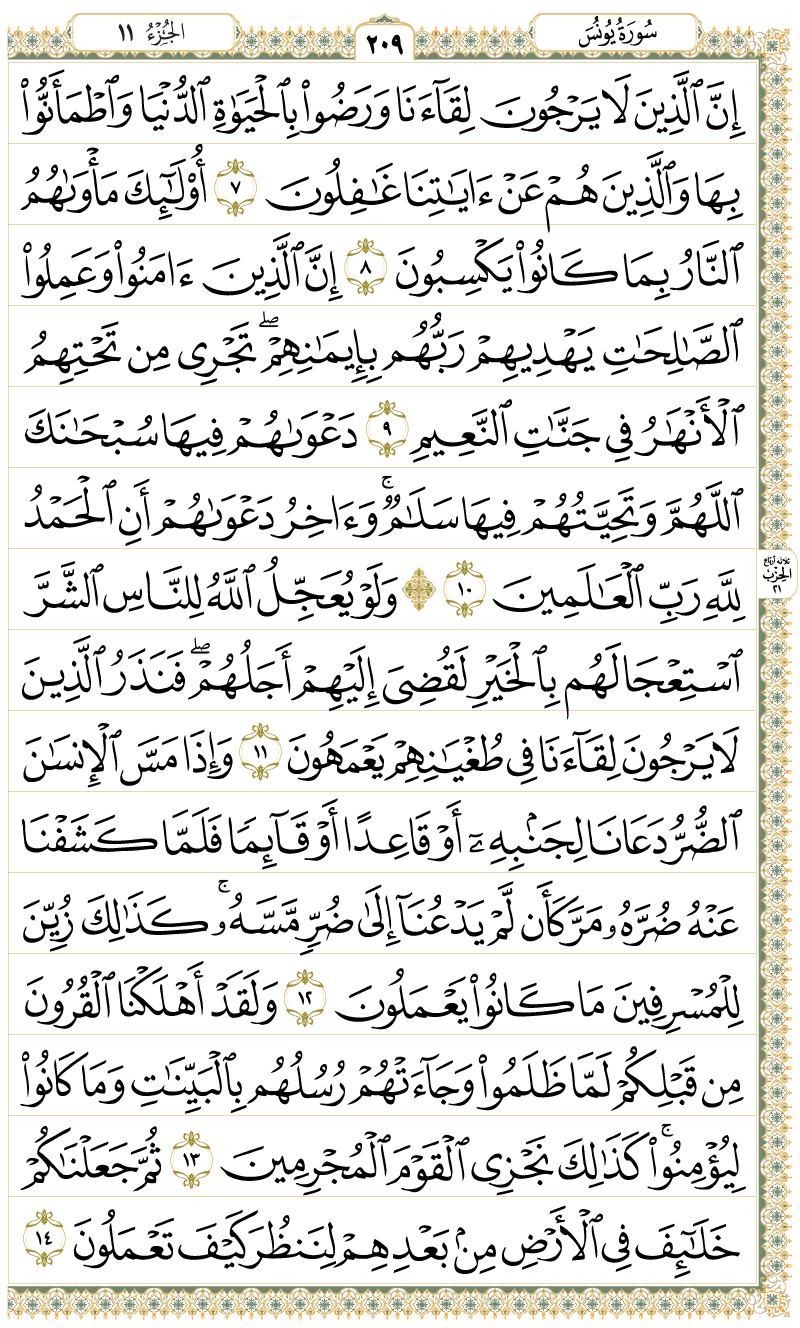 سُورَةُ يُونُسَ
٢٠٩
الجُزْءُ ١١
إِنَّ ٱلَّذِينَ لَا يَرْجُونَ لِقَآءَنَا وَرَضُوا۟ بِٱلْحَيَوٰةِ ٱلدُّنْيَا وَٱطْمَأَنُّوا۟
بِهَا وَٱلَّذِينَ هُمْ عَنْ ءَايَـٰتِنَا غَـٰفِلُونَ ٧ أُو۟لَـٰٓئِكَ مَأْوَىٰهُمُ
ٱلنَّارُ بِمَا كَانُوا۟ يَكْسِبُونَ ٨ إِنَّ ٱلَّذِينَ ءَامَنُوا۟ وَعَمِلُوا۟
ٱلصَّـٰلِحَـٰتِ يَهْدِيهِمْ رَبُّهُم بِإِيمَـٰنِهِمْ ۖ تَجْرِى مِن تَحْتِهِمُ
ٱلْأَنْهَـٰرُ فِى جَنَّـٰتِ ٱلنَّعِيمِ ٩ دَعْوَىٰهُمْ فِيهَا سُبْحَـٰنَكَ
ٱللَّهُمَّ وَتَحِيَّتُهُمْ فِيهَا سَلَـٰمٌ ۚ وَءَاخِرُ دَعْوَىٰهُمْ أَنِ ٱلْحَمْدُ
لِلَّهِ رَبِّ ٱلْعَـٰلَمِينَ ١٠ ۞ وَلَوْ يُعَجِّلُ ٱللَّهُ لِلنَّاسِ ٱلشَّرَّ
ثلاثة أرباع
الحزب
٢١
ٱسْتِعْجَالَهُم بِٱلْخَيْرِ لَقُضِىَ إِلَيْهِمْ أَجَلُهُمْ ۖ فَنَذَرُ ٱلَّذِينَ
لَا يَرْجُونَ لِقَآءَنَا فِى طُغْيَـٰنِهِمْ يَعْمَهُونَ ١١ وَإِذَا مَسَّ ٱلْإِنسَـٰنَ
ٱلضُّرُّ دَعَانَا لِجَنۢبِهِۦٓ أَوْ قَاعِدًا أَوْ قَآئِمًا فَلَمَّا كَشَفْنَا
عَنْهُ ضُرَّهُۥ مَرَّ كَأَن لَّمْ يَدْعُنَآ إِلَىٰ ضُرٍّ مَّسَّهُۥ ۚ كَذَٰلِكَ زُيِّنَ
لِلْمُسْرِفِينَ مَا كَانُوا۟ يَعْمَلُونَ ١٢ وَلَقَدْ أَهْلَكْنَا ٱلْقُرُونَ
مِن قَبْلِكُمْ لَمَّا ظَلَمُوا۟ وَجَآءَتْهُمْ رُسُلُهُم بِٱلْبَيِّنَـٰتِ وَمَا كَانُوا۟
لِيُؤْمِنُوا۟ ۚ كَذَٰلِكَ نَجْزِى ٱلْقَوْمَ ٱلْمُجْرِمِينَ ١٣ ثُمَّ جَعَلْنَـٰكُمْ
خَلَـٰٓئِفَ فِى ٱلْأَرْضِ مِنۢ بَعْدِهِمْ لِنَنظُرَ كَيْفَ تَعْمَلُونَ ١٤